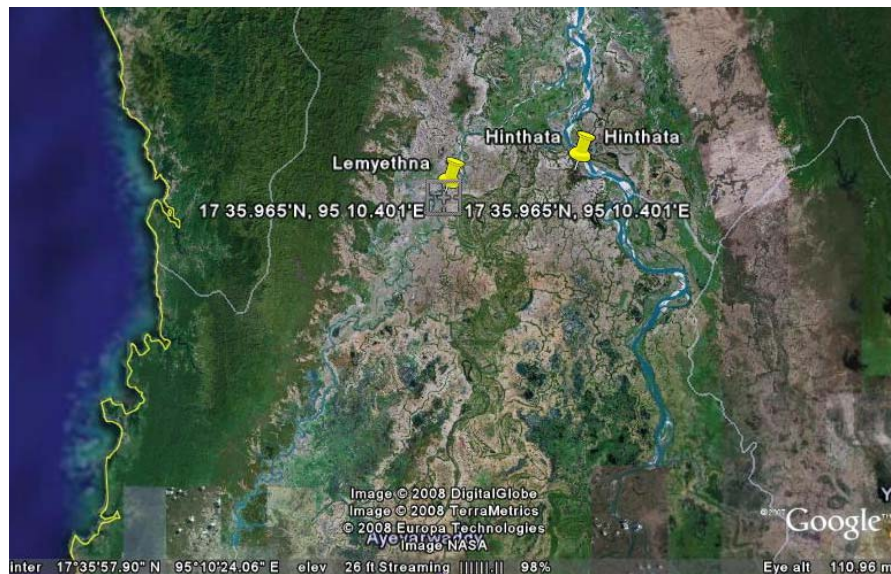 Hinthata Hinthata
Lemyethna
17 35.965'N, 95 10.401'E 17 35.965'N, 95 10.401'E
Image © 2008 DigitalGlobe
Image © 2008 TerraMetrics
© 2008 Europa Technologies
Image NASA
Ayeyarwaddy
Y
Google™
inter 17°35'57.90" N 95°10'24.06" E elev 26 ft Streaming ||||||.|| 98% Eye alt 110.96 m